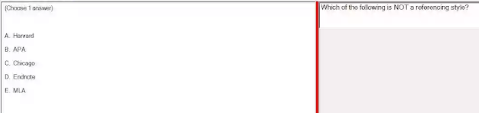 (Choose 1 answer)
Which of the following is NOT a referencing style?
A. Harvard
B. APA
C. Chicago
D. Endnote
E. MLA